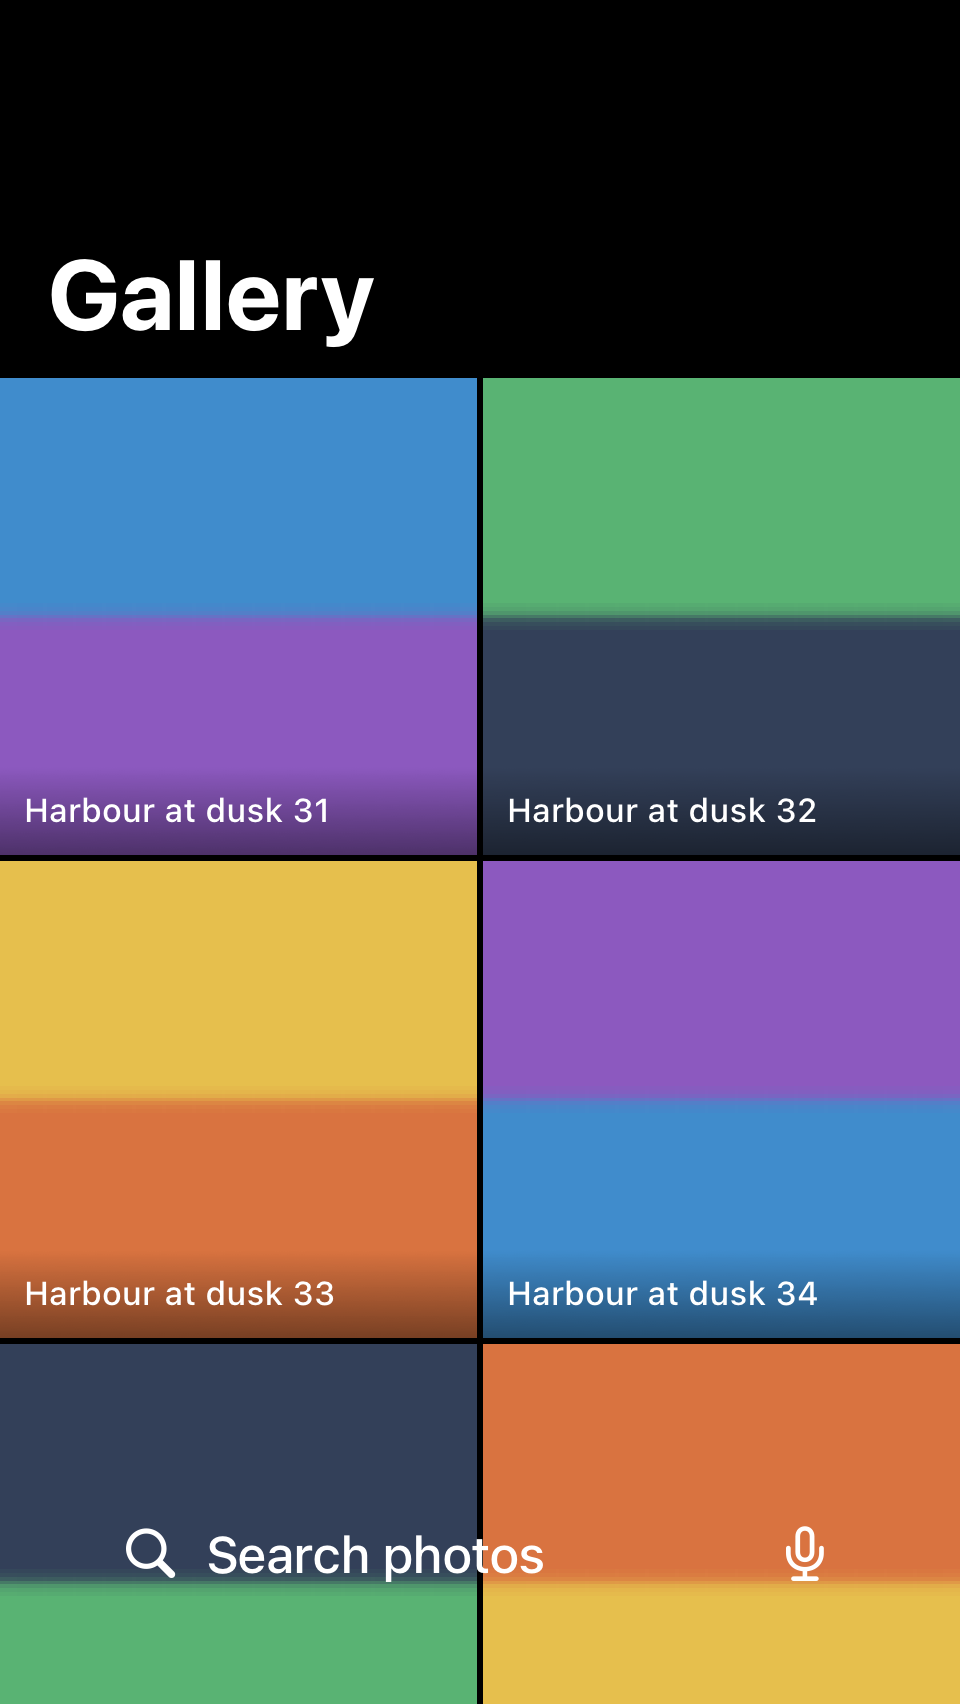 Gallery
Harbour at dusk 31
Harbour at dusk 32
Harbour at dusk 33
Harbour at dusk 34
Search photos